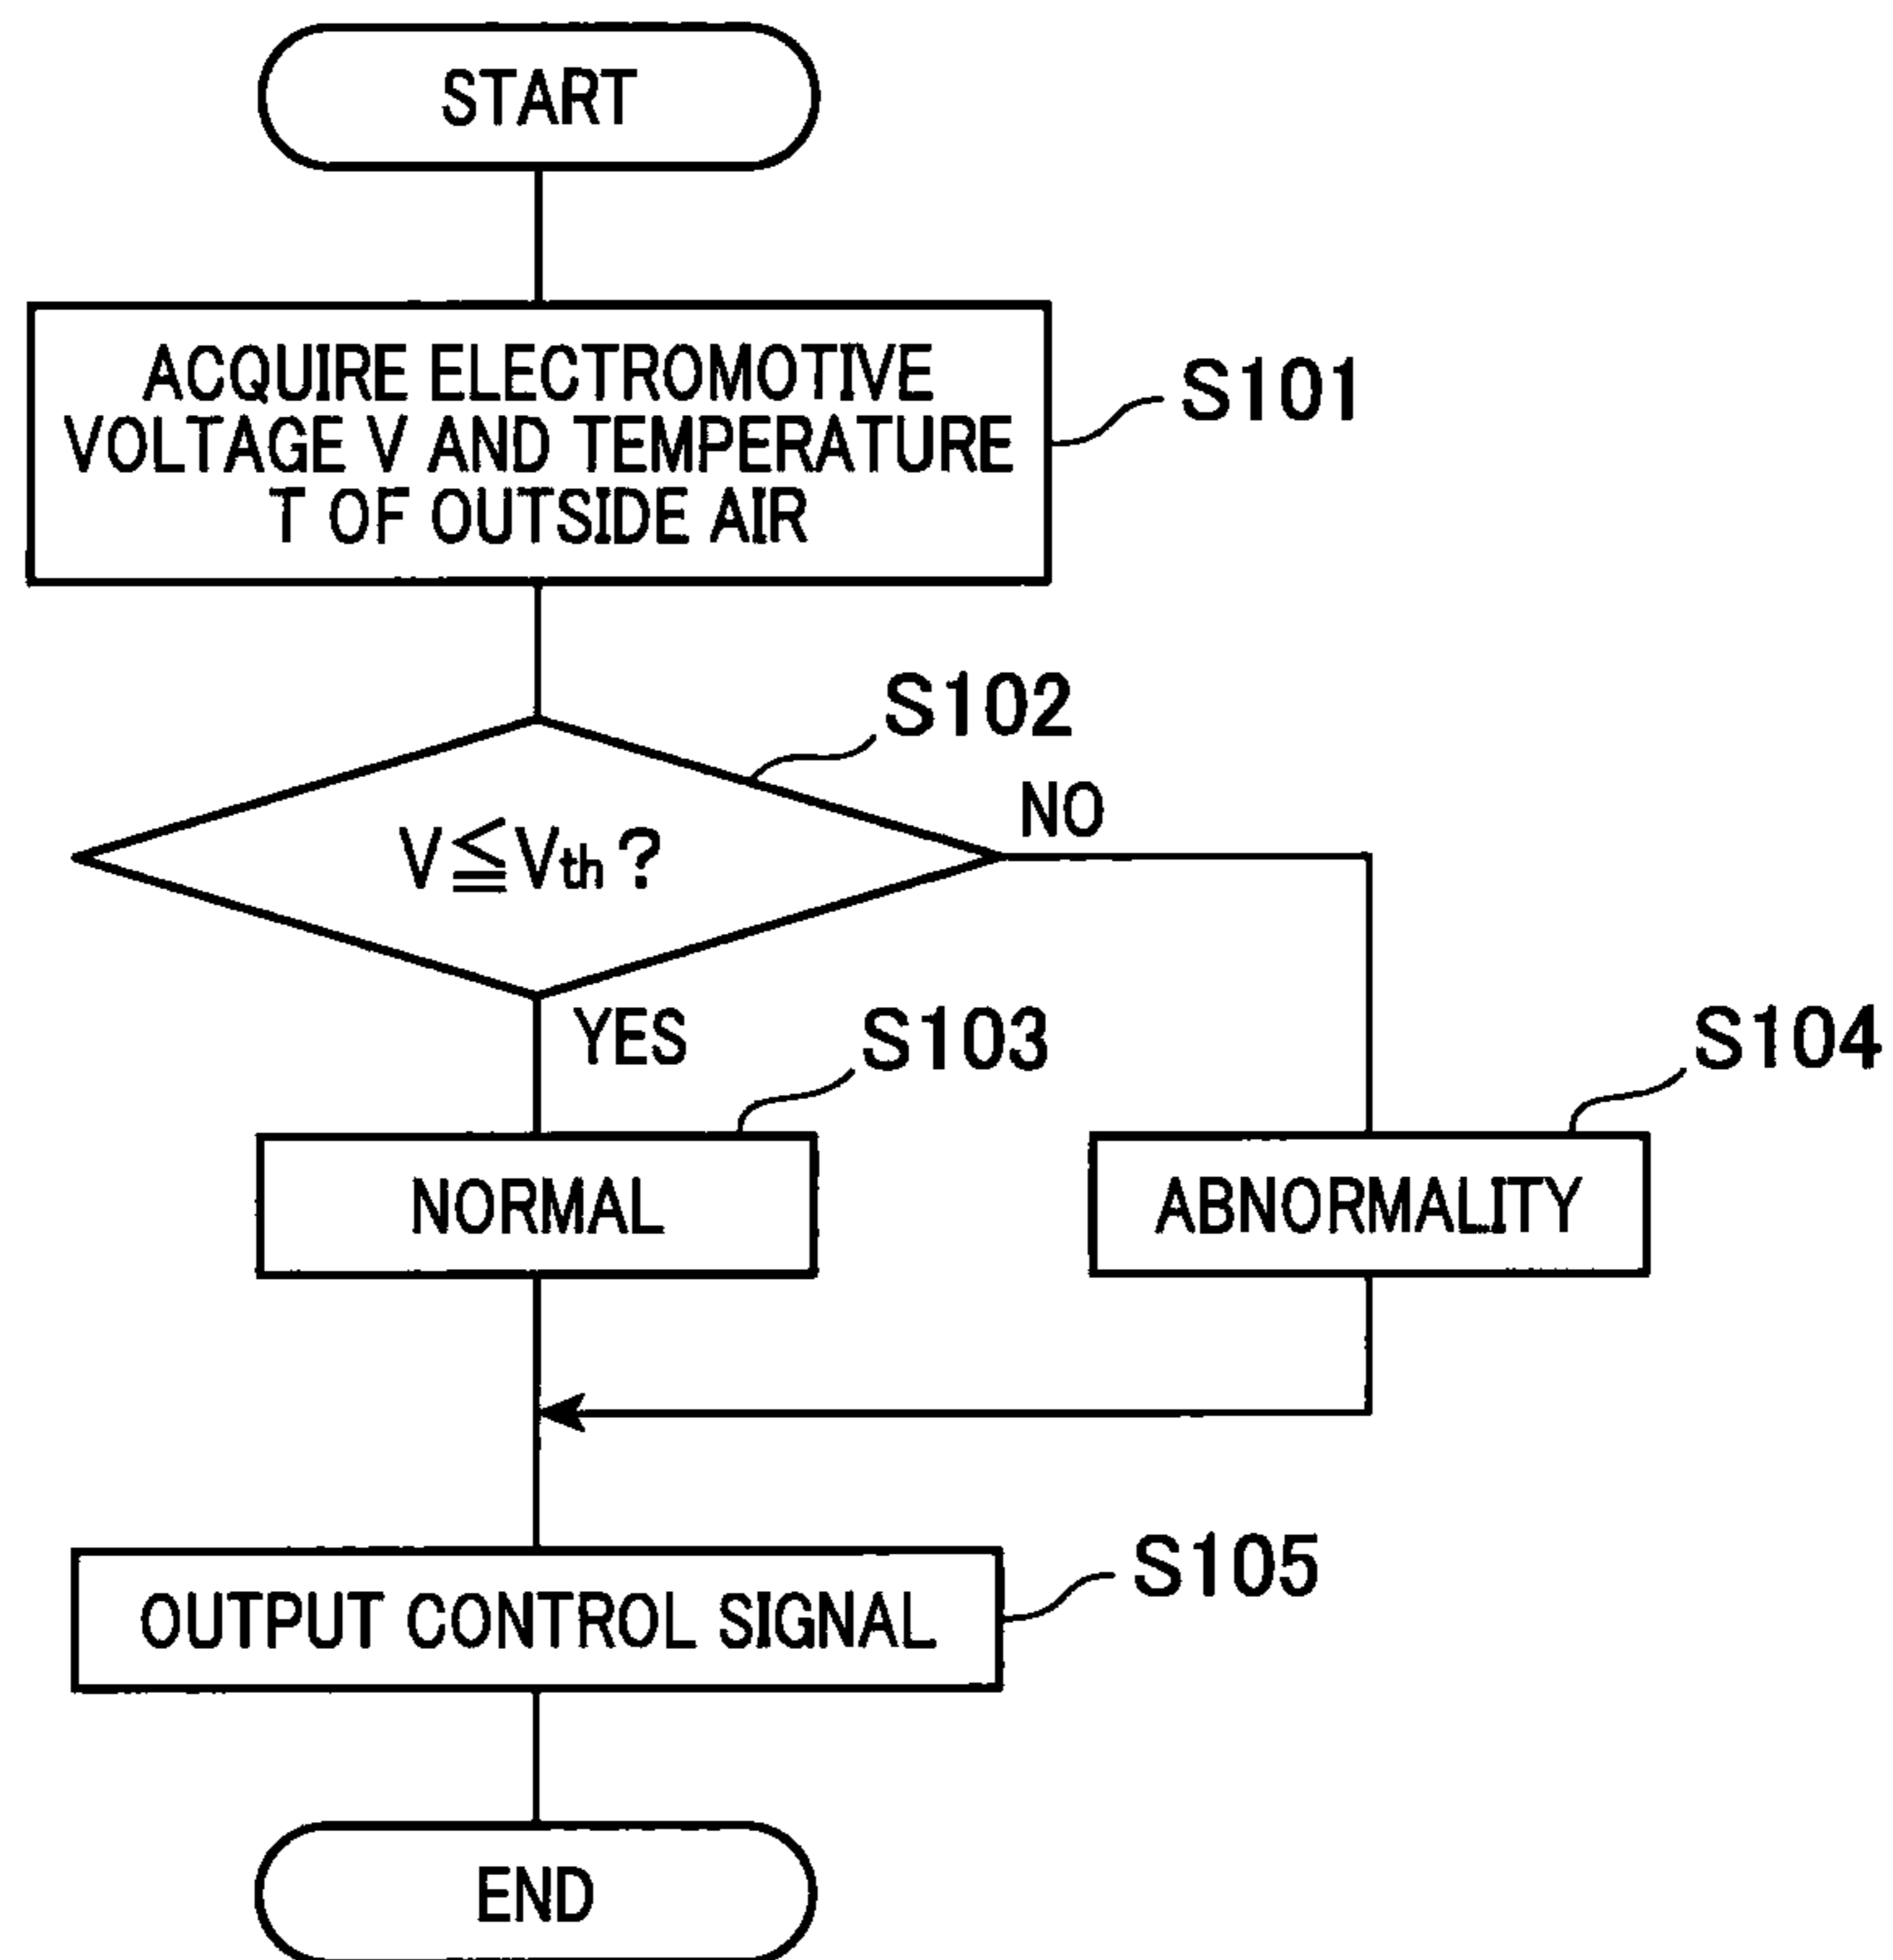 START
ACQUIRE ELECTROMOTIVE
VOLTAGE V AND TEMPERATURE
T OF OUTSIDE AIR
S101
S102
V≦Vth?
NO
YES
S103
S104
NORMAL
ABNORMALITY
OUTPUT CONTROL SIGNAL
S105
END